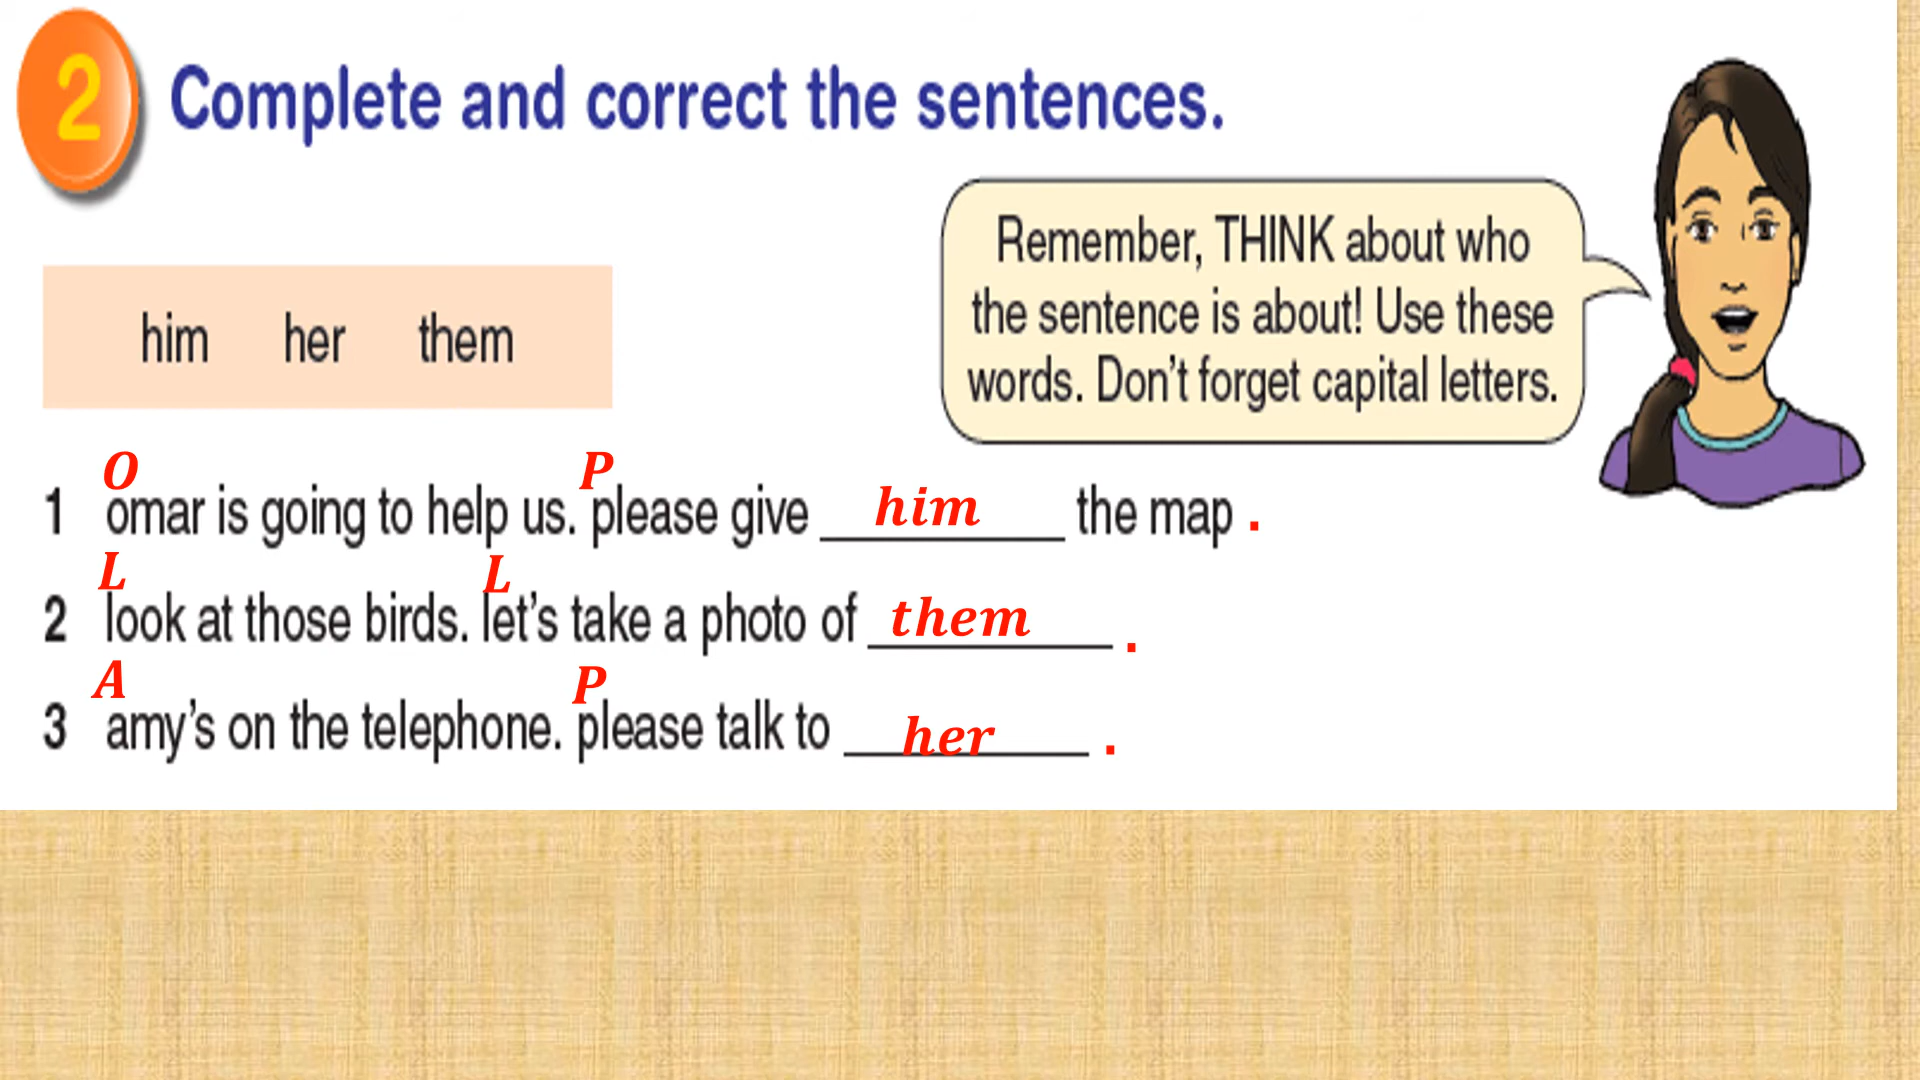 2 Complete and correct the sentences.
Remember, THINK about who
the sentence is about! Use these
words. Don't forget capital letters.
him her them
O P
1 omar is going to help us. please give him the map .
L L
2 look at those birds. let's take a photo of them .
A P
3 amy's on the telephone. please talk to her .